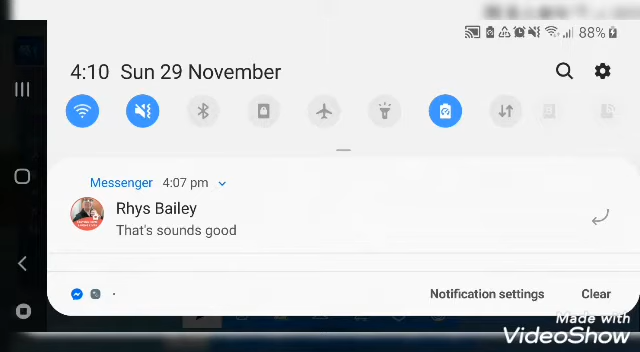 88%
4:10 Sun 29 November
Messenger 4:07 pm
Rhys Bailey
That's sounds good
Notification settings Clear
Made with
VideoShow